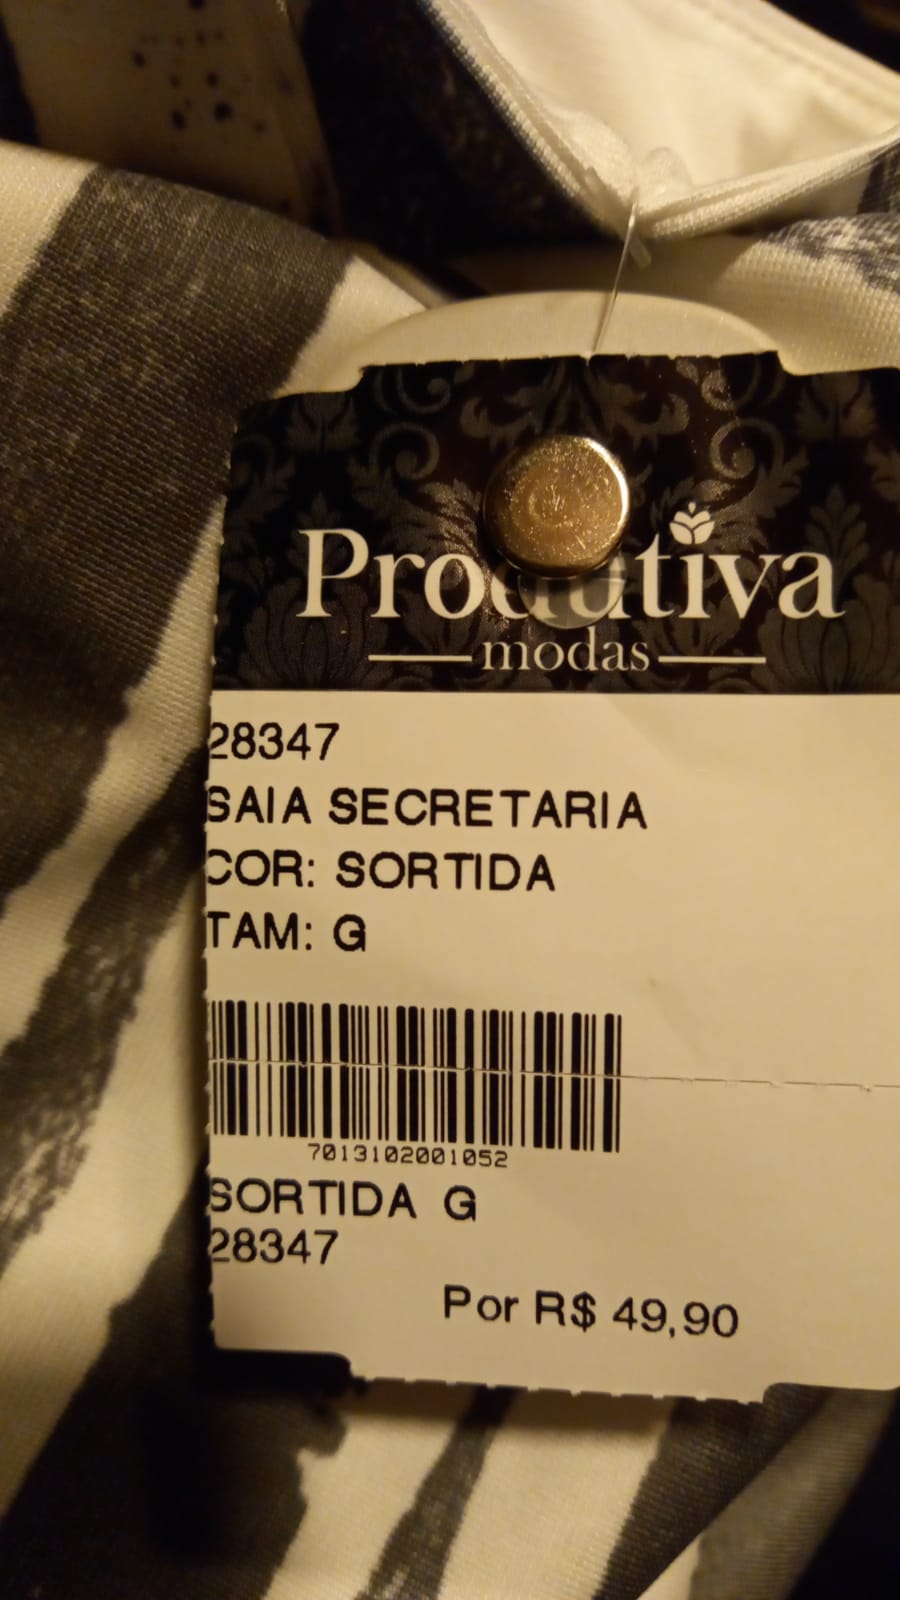 Produtiva
modas
28347
SAIA SECRETARIA
COR: SORTIDA
TAM: G
7013102001052
SORTIDA G
28347
Por R$ 49,90